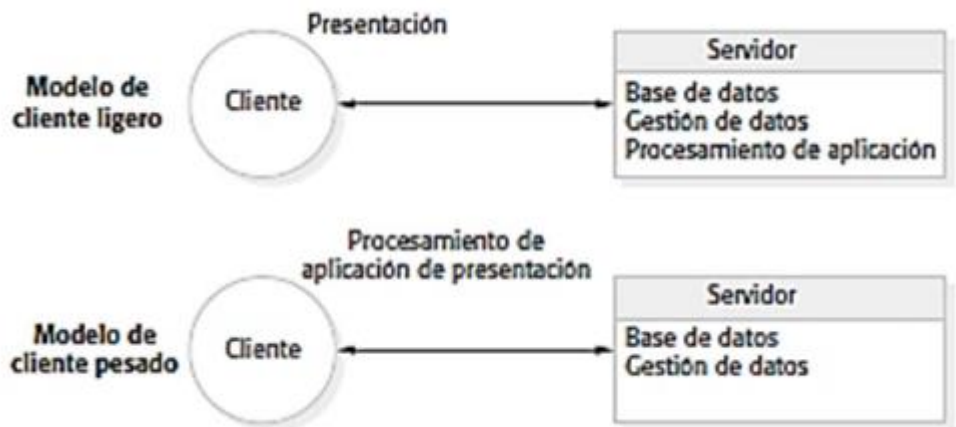 Presentación
Modelo de
cliente ligero
Cliente
Servidor
Base de datos
Gestión de datos
Procesamiento de aplicación
Procesamiento de
aplicación de presentación
Modelo de
cliente pesado
Cliente
Servidor
Base de datos
Gestión de datos